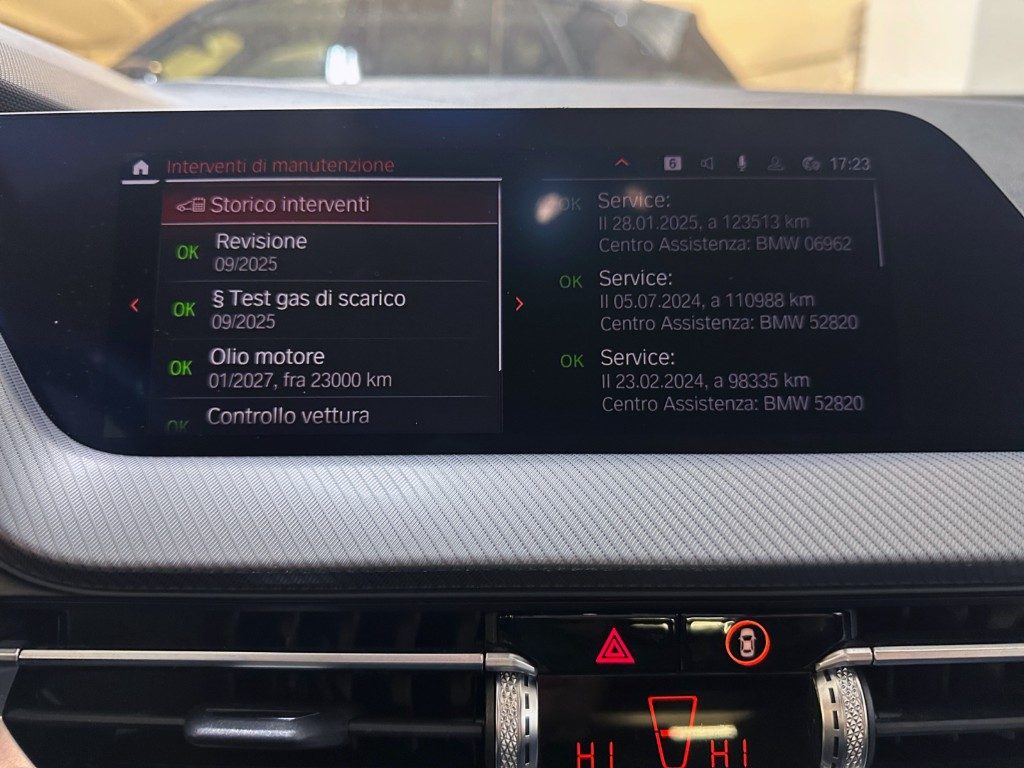 Interventi di manutenzione
6
17:23
Storico interventi
OK Revisione
09/2025
OK § Test gas di scarico
09/2025
OK Olio motore
01/2027, fra 23000 km
OK Controllo vettura
OK Service:
Il 28.01.2025, a 123513 km
Centro Assistenza: BMW 06962
OK Service:
Il 05.07.2024, a 110988 km
Centro Assistenza: BMW 52820
OK Service:
Il 23.02.2024, a 98335 km
Centro Assistenza: BMW 52820
HI HI